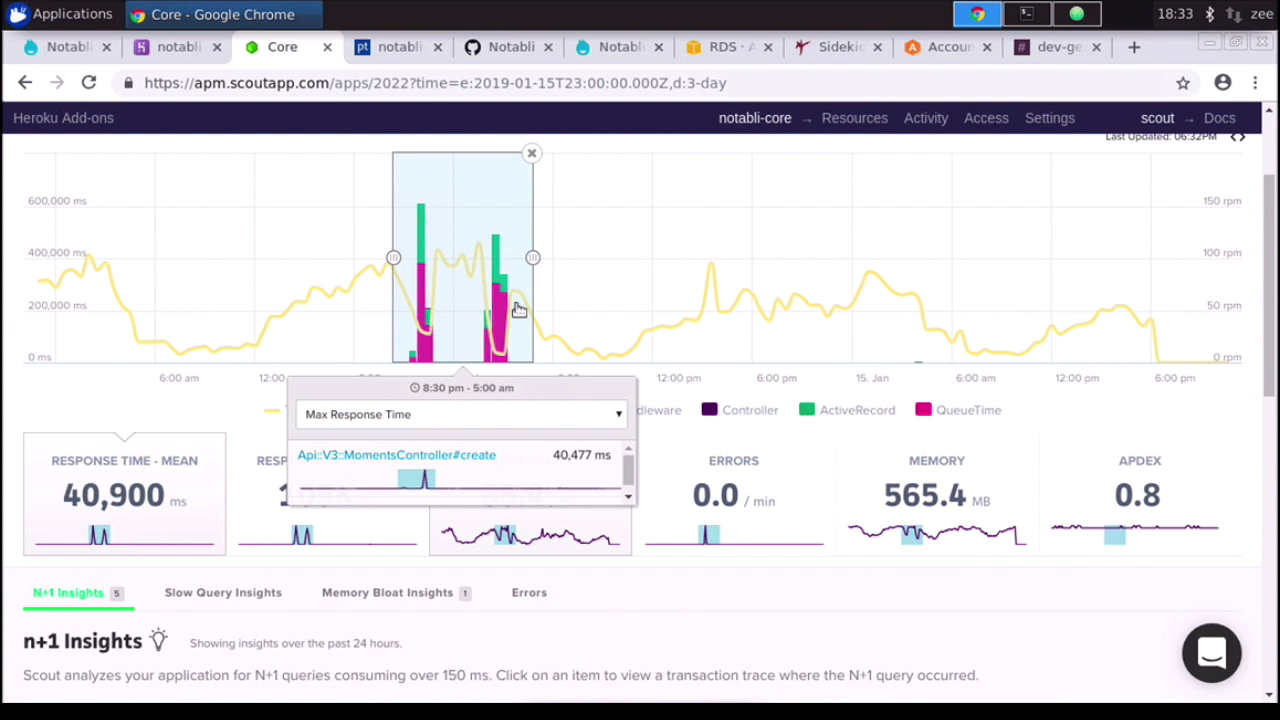 Applications Core - Google Chrome 18:33 zee
Notabli notabli Core notabli Notabli Notabli RDS · A Sidekiq Accoun dev-ge
https://apm.scoutapp.com/apps/2022?time=e:2019-01-15T23:00:00.000Z,d:3-day
Heroku Add-ons notabli-core → Resources Activity Access Settings scout → Docs
Last Updated: 06:32PM
600,000 ms 150 rpm
400,000 ms 100 rpm
200,000 ms 50 rpm
0 ms 0 rpm
6:00 am 12:00 12:00 pm 6:00 pm 15. Jan 6:00 am 12:00 pm 6:00 pm
8:30 pm - 5:00 am
Max Response Time
dleware Controller ActiveRecord QueueTime
Api::V3::MomentsController#create 40,477 ms
RESPONSE TIME - MEAN ERRORS MEMORY APDEX
40,900 ms 0.0 / min 565.4 MB 0.8
N+1 Insights 5 Slow Query Insights Memory Bloat Insights 1 Errors
n+1 Insights Showing insights over the past 24 hours.
Scout analyzes your application for N+1 queries consuming over 150 ms. Click on an item to view a transaction trace where the N+1 query occurred.